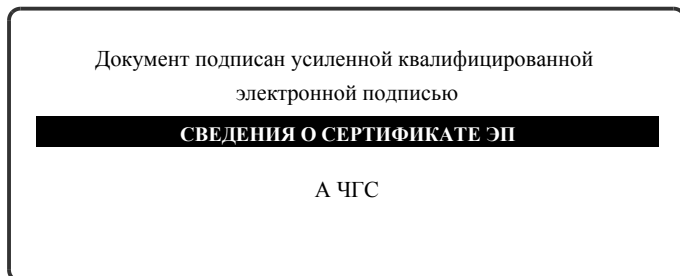 Документ подписан усиленной квалифицированной
электронной подписью
СВЕДЕНИЯ О СЕРТИФИКАТЕ ЭП
А ЧГС